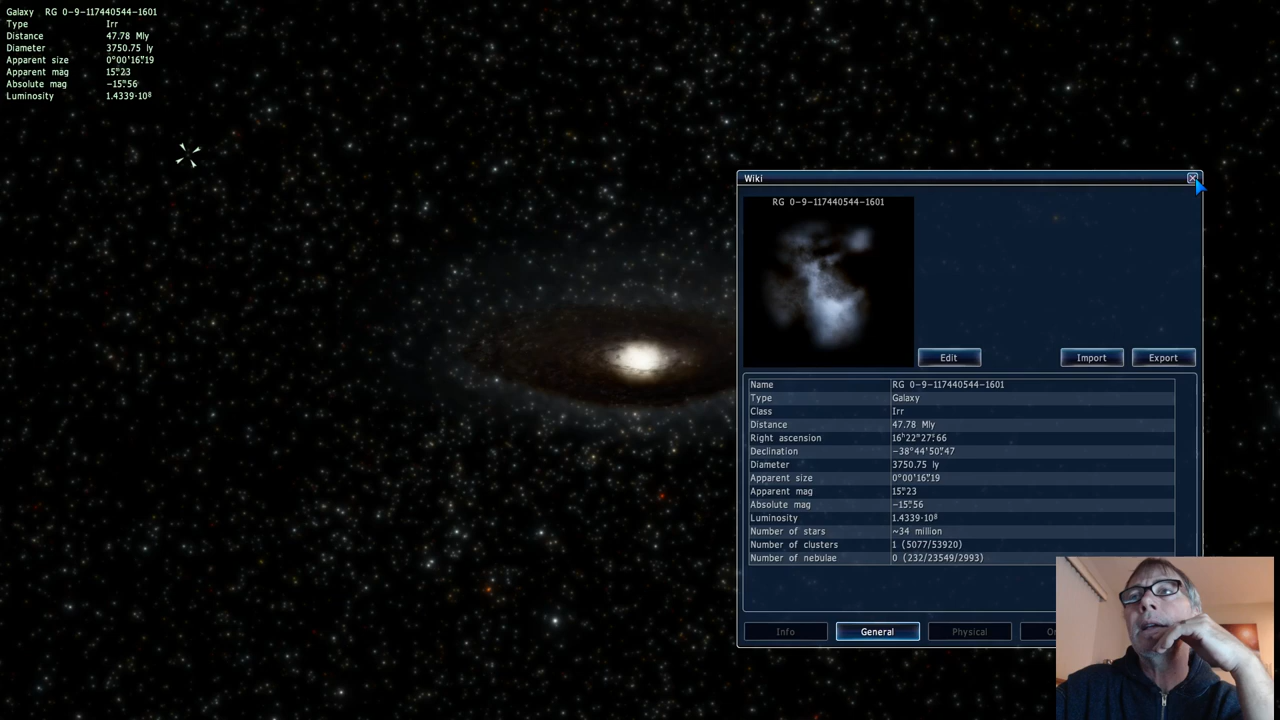 Galaxy RG 0-9-117440544-1601
Type Irr
Distance 47.78 Mly
Diameter 3750.75 ly
Apparent size 0°00'16."19
Apparent mag 15.ᵐ23
Absolute mag -15.ᵐ56
Luminosity 1.4339·10⁸
Wiki
RG 0-9-117440544-1601
Edit
Import
Export
Name RG 0-9-117440544-1601
Type Galaxy
Class Irr
Distance 47.78 Mly
Right ascension 16ʰ22ᵐ27.ˢ66
Declination -38°44'50."47
Diameter 3750.75 ly
Apparent size 0°00'16."19
Apparent mag 15.ᵐ23
Absolute mag -15.ᵐ56
Luminosity 1.4339·10⁸
Number of stars ~34 million
Number of clusters 1 (5077/53920)
Number of nebulae 0 (232/23549/2993)
Info
General
Physical